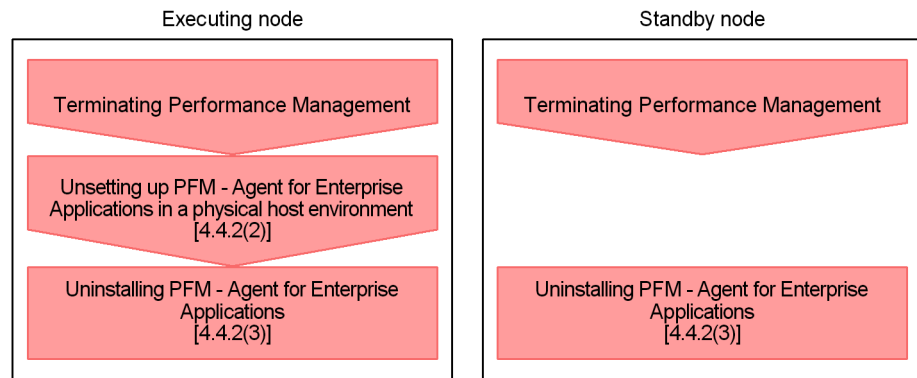 Executing node
Terminating Performance Management
Unsetting up PFM - Agent for Enterprise
Applications in a physical host environment
[4.4.2(2)]
Uninstalling PFM - Agent for Enterprise
Applications
[4.4.2(3)]
Standby node
Terminating Performance Management
Uninstalling PFM - Agent for Enterprise
Applications
[4.4.2(3)]